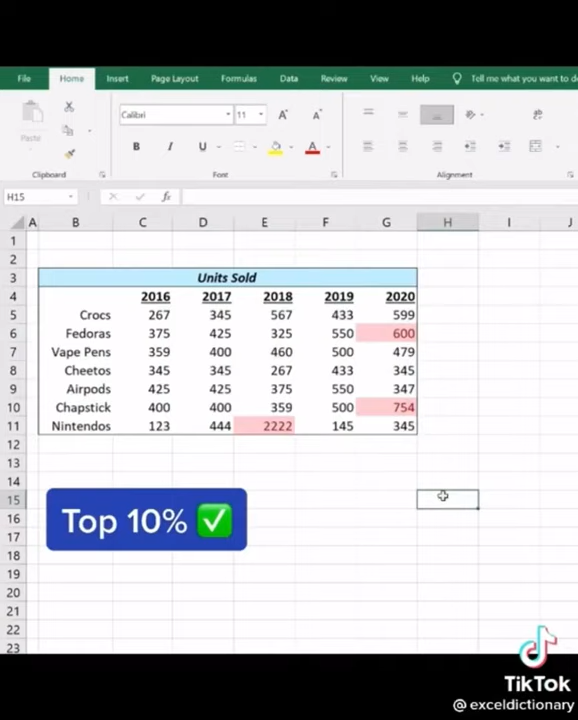 File Home Insert Page Layout Formulas Data Review View Help Tell me what you want to do
Calibri 11
Paste
B I U A
Clipboard Font Alignment
H15 fx
A B C D E F G H I J
1
2
3 Units Sold
4 2016 2017 2018 2019 2020
5 Crocs 267 345 567 433 599
6 Fedoras 375 425 325 550 600
7 Vape Pens 359 400 460 500 479
8 Cheetos 345 345 267 433 345
9 Airpods 425 425 375 550 347
10 Chapstick 400 400 359 500 754
11 Nintendos 123 444 2222 145 345
12
13
14
15
16
Top 10% ✅
17
18
19
20
21
22
23
TikTok
@exceldictionary